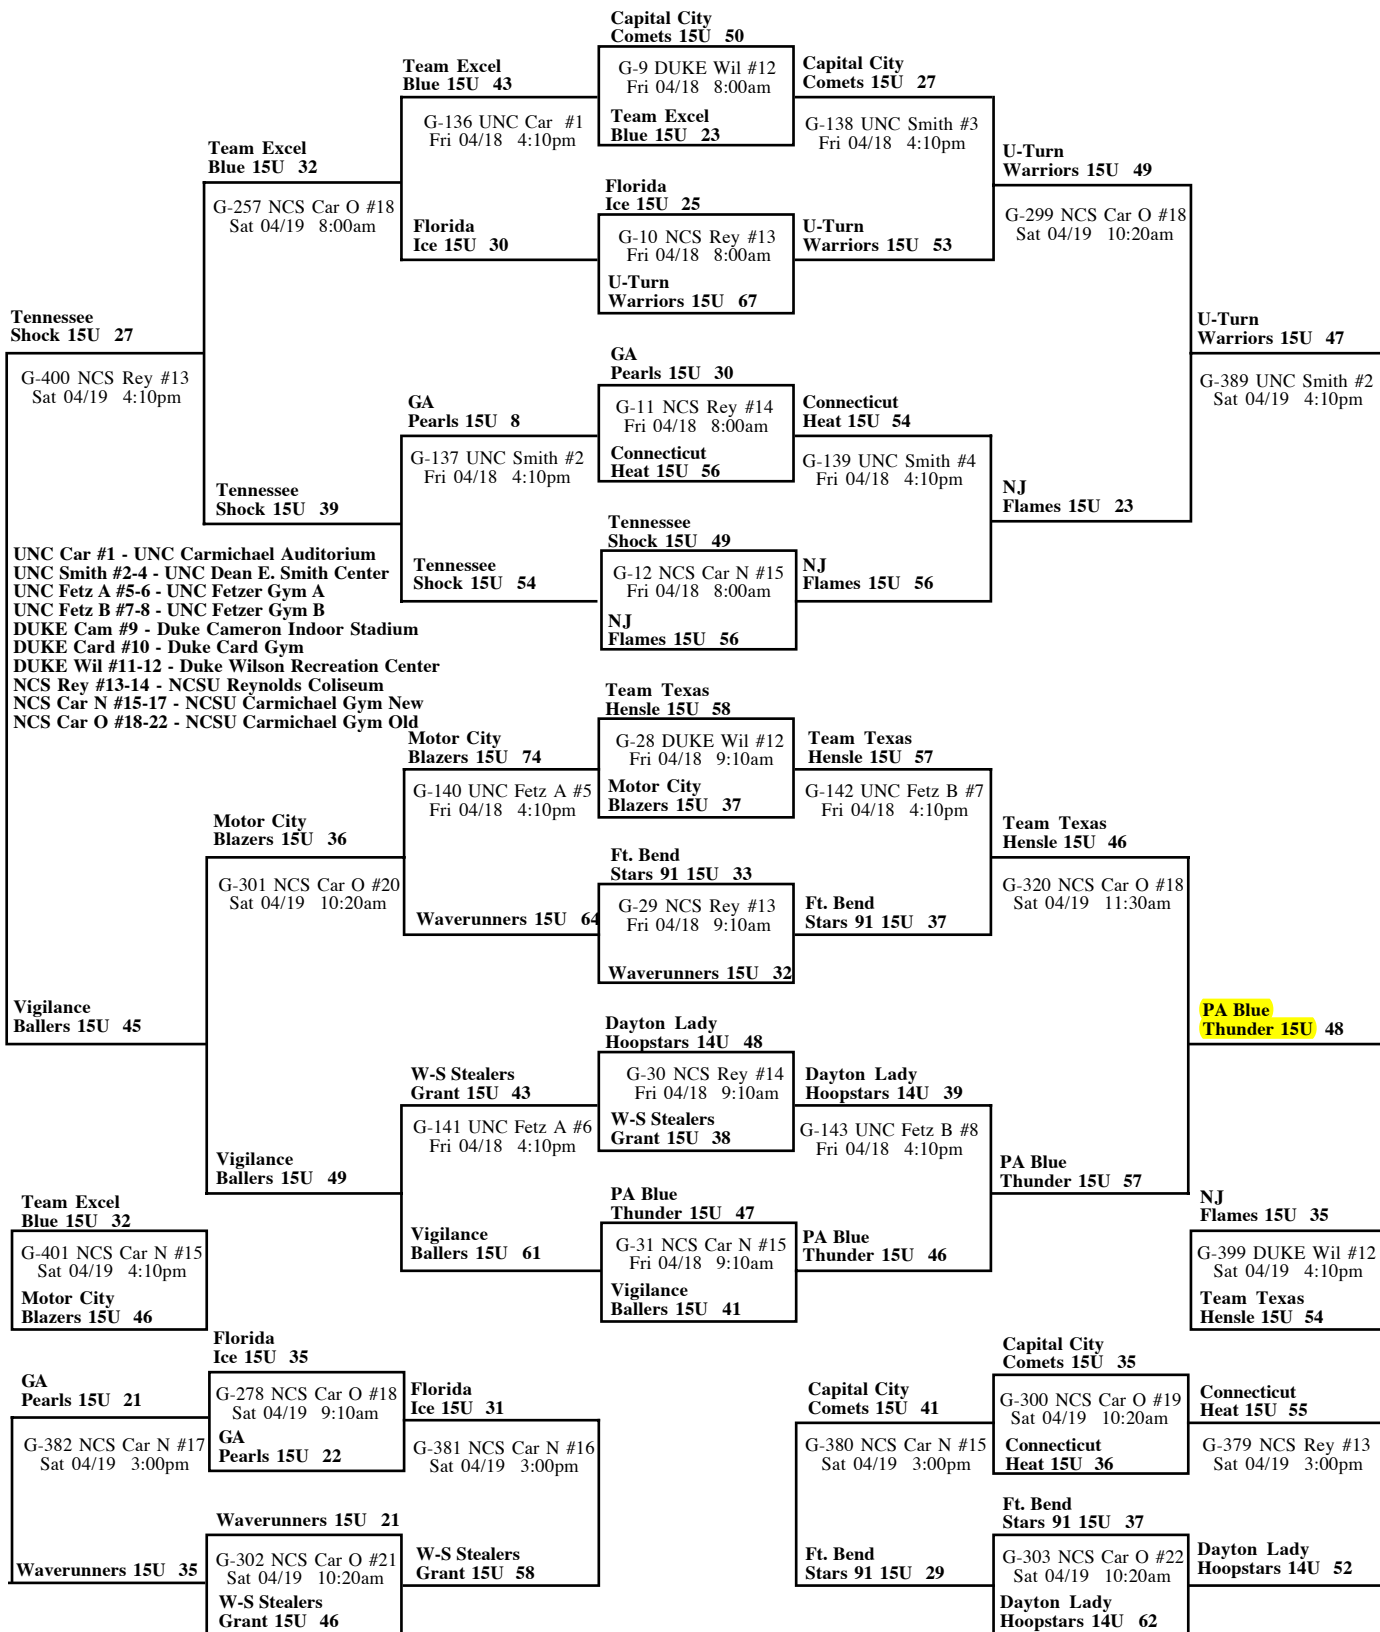 Capital City
Comets 15U 50
G-9 DUKE Wil #12
Fri 04/18 8:00am
Team Excel
Blue 15U 23
Team Excel
Blue 15U 43
G-136 UNC Car #1
Fri 04/18 4:10pm
Florida
Ice 15U 30
Capital City
Comets 15U 27
G-138 UNC Smith #3
Fri 04/18 4:10pm
U-Turn
Warriors 15U 53
Team Excel
Blue 15U 32
G-257 NCS Car O #18
Sat 04/19 8:00am
Florida
Ice 15U 25
G-10 NCS Rey #13
Fri 04/18 8:00am
U-Turn
Warriors 15U 67
U-Turn
Warriors 15U 49
G-299 NCS Car O #18
Sat 04/19 10:20am
Tennessee
Shock 15U 27
G-400 NCS Rey #13
Sat 04/19 4:10pm
U-Turn
Warriors 15U 47
G-389 UNC Smith #2
Sat 04/19 4:10pm
GA
Pearls 15U 30
G-11 NCS Rey #14
Fri 04/18 8:00am
Connecticut
Heat 15U 56
GA
Pearls 15U 8
G-137 UNC Smith #2
Fri 04/18 4:10pm
Connecticut
Heat 15U 54
G-139 UNC Smith #4
Fri 04/18 4:10pm
Tennessee
Shock 15U 39
NJ
Flames 15U 23
Tennessee
Shock 15U 49
G-12 NCS Car N #15
Fri 04/18 8:00am
NJ
Flames 15U 56
Tennessee
Shock 15U 54
NJ
Flames 15U 56
UNC Car #1 - UNC Carmichael Auditorium
UNC Smith #2-4 - UNC Dean E. Smith Center
UNC Fetz A #5-6 - UNC Fetzer Gym A
UNC Fetz B #7-8 - UNC Fetzer Gym B
DUKE Cam #9 - Duke Cameron Indoor Stadium
DUKE Card #10 - Duke Card Gym
DUKE Wil #11-12 - Duke Wilson Recreation Center
NCS Rey #13-14 - NCSU Reynolds Coliseum
NCS Car N #15-17 - NCSU Carmichael Gym New
NCS Car O #18-22 - NCSU Carmichael Gym Old
Team Texas
Hensle 15U 58
G-28 DUKE Wil #12
Fri 04/18 9:10am
Motor City
Blazers 15U 37
Motor City
Blazers 15U 74
G-140 UNC Fetz A #5
Fri 04/18 4:10pm
Waverunners 15U 64
Team Texas
Hensle 15U 57
G-142 UNC Fetz B #7
Fri 04/18 4:10pm
Ft. Bend
Stars 91 15U 37
Motor City
Blazers 15U 36
G-301 NCS Car O #20
Sat 04/19 10:20am
Ft. Bend
Stars 91 15U 33
G-29 NCS Rey #13
Fri 04/18 9:10am
Waverunners 15U 32
Team Texas
Hensle 15U 46
G-320 NCS Car O #18
Sat 04/19 11:30am
Vigilance
Ballers 15U 45
PA Blue
Thunder 15U 48
Dayton Lady
Hoopstars 14U 48
G-30 NCS Rey #14
Fri 04/18 9:10am
W-S Stealers
Grant 15U 38
W-S Stealers
Grant 15U 43
G-141 UNC Fetz A #6
Fri 04/18 4:10pm
Dayton Lady
Hoopstars 14U 39
G-143 UNC Fetz B #8
Fri 04/18 4:10pm
Vigilance
Ballers 15U 49
PA Blue
Thunder 15U 57
PA Blue
Thunder 15U 47
G-31 NCS Car N #15
Fri 04/18 9:10am
Vigilance
Ballers 15U 41
Vigilance
Ballers 15U 61
PA Blue
Thunder 15U 46
Team Excel
Blue 15U 32
G-401 NCS Car N #15
Sat 04/19 4:10pm
Motor City
Blazers 15U 46
NJ
Flames 15U 35
G-399 DUKE Wil #12
Sat 04/19 4:10pm
Team Texas
Hensle 15U 54
Florida
Ice 15U 35
G-278 NCS Car O #18
Sat 04/19 9:10am
GA
Pearls 15U 22
GA
Pearls 15U 21
G-382 NCS Car N #17
Sat 04/19 3:00pm
Waverunners 15U 35
Florida
Ice 15U 31
G-381 NCS Car N #16
Sat 04/19 3:00pm
W-S Stealers
Grant 15U 58
Waverunners 15U 21
G-302 NCS Car O #21
Sat 04/19 10:20am
W-S Stealers
Grant 15U 46
Capital City
Comets 15U 35
G-300 NCS Car O #19
Sat 04/19 10:20am
Connecticut
Heat 15U 36
Capital City
Comets 15U 41
G-380 NCS Car N #15
Sat 04/19 3:00pm
Ft. Bend
Stars 91 15U 29
Connecticut
Heat 15U 55
G-379 NCS Rey #13
Sat 04/19 3:00pm
Dayton Lady
Hoopstars 14U 52
Ft. Bend
Stars 91 15U 37
G-303 NCS Car O #22
Sat 04/19 10:20am
Dayton Lady
Hoopstars 14U 62